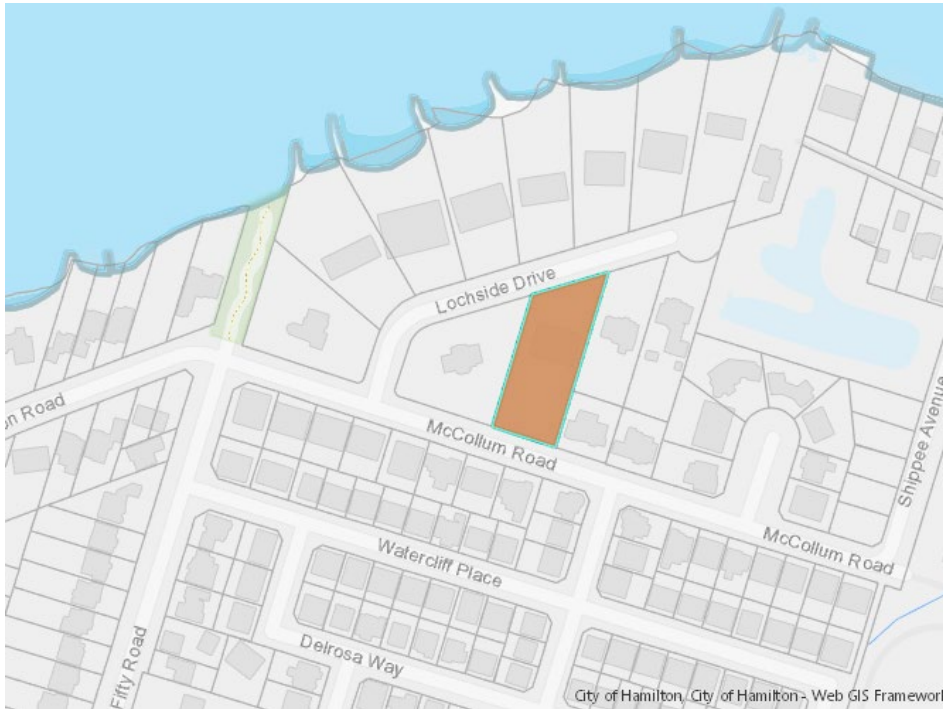 Lochside Drive
on Road
McCollum Road
Shippee Avenue
McCollum Road
Watercliff Place
Delrosa Way
Fifty Road
City of Hamilton, City of Hamilton - Web GIS Framework